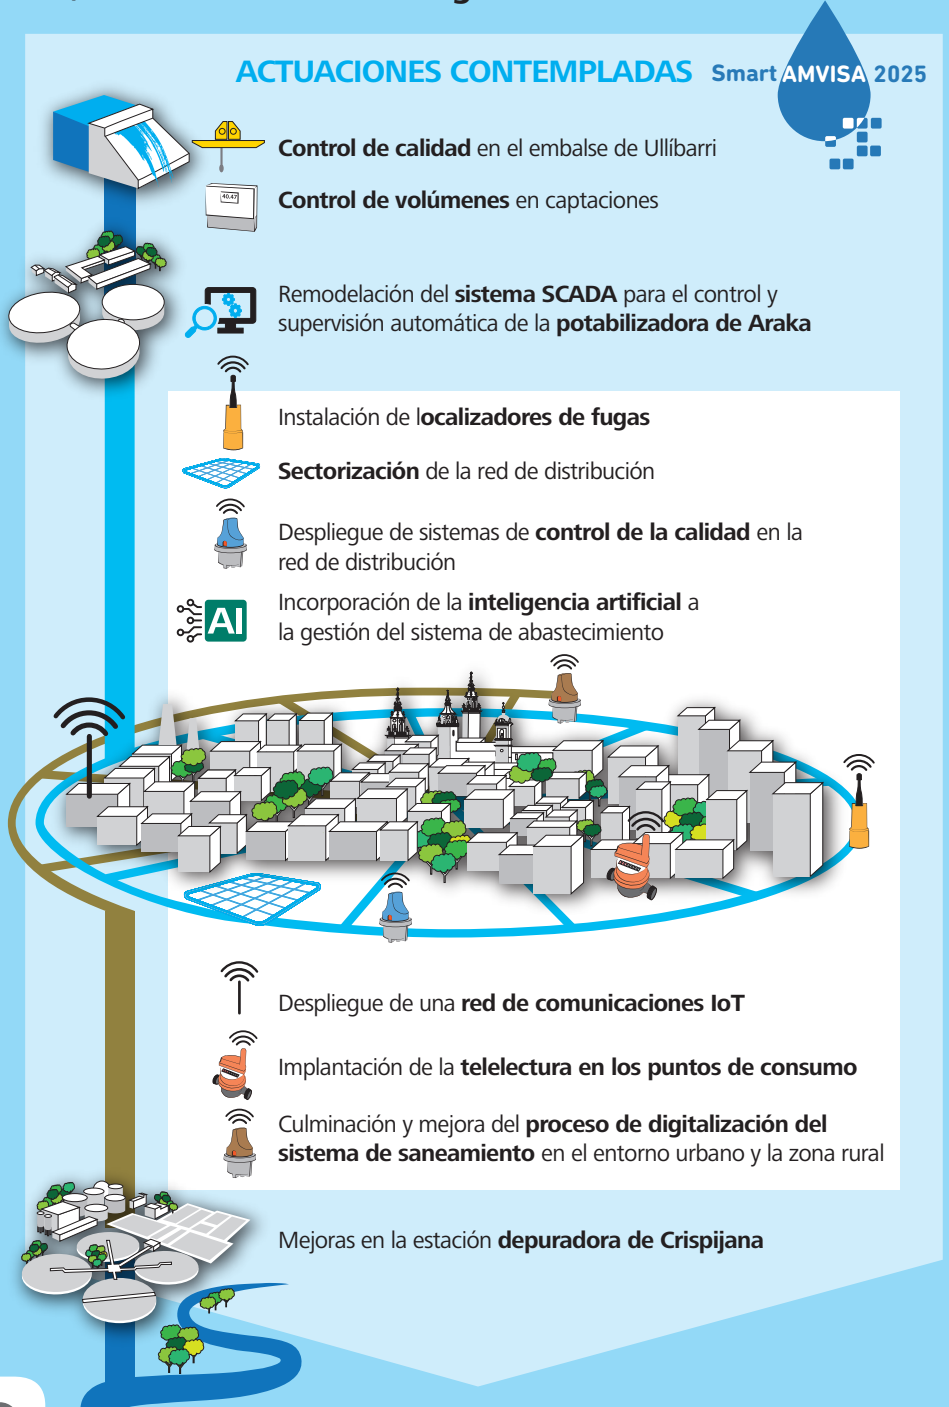 ACTUACIONES CONTEMPLADAS
Smart AMVISA 2025
Control de calidad en el embalse de Ullíbarri
40.47
Control de volúmenes en captaciones
Remodelación del sistema SCADA para el control y
supervisión automática de la potabilizadora de Araka
Instalación de localizadores de fugas
Sectorización de la red de distribución
Despliegue de sistemas de control de la calidad en la
red de distribución
AI
Incorporación de la inteligencia artificial a
la gestión del sistema de abastecimiento
Despliegue de una red de comunicaciones IoT
Implantación de la telelectura en los puntos de consumo
Culminación y mejora del proceso de digitalización del
sistema de saneamiento en el entorno urbano y la zona rural
Mejoras en la estación depuradora de Crispijana